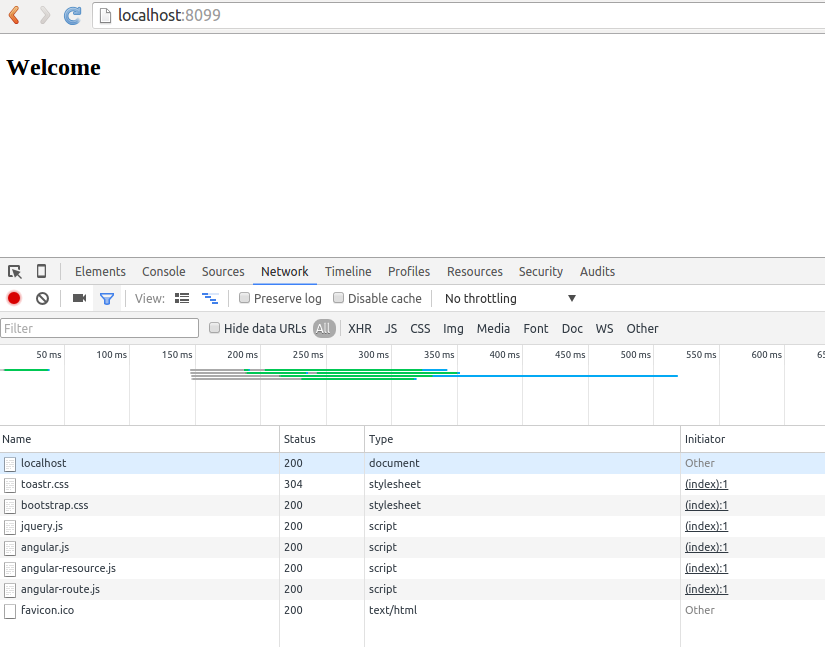 localhost:8099
Welcome
Elements Console Sources Network Timeline Profiles Resources Security Audits
View: Preserve log Disable cache No throttling
Filter Hide data URLs All XHR JS CSS Img Media Font Doc WS Other
50 ms 100 ms 150 ms 200 ms 250 ms 300 ms 350 ms 400 ms 450 ms 500 ms 550 ms 600 ms
Name Status Type Initiator
localhost 200 document Other
toastr.css 304 stylesheet (index):1
bootstrap.css 200 stylesheet (index):1
jquery.js 200 script (index):1
angular.js 200 script (index):1
angular-resource.js 200 script (index):1
angular-route.js 200 script (index):1
favicon.ico 200 text/html Other